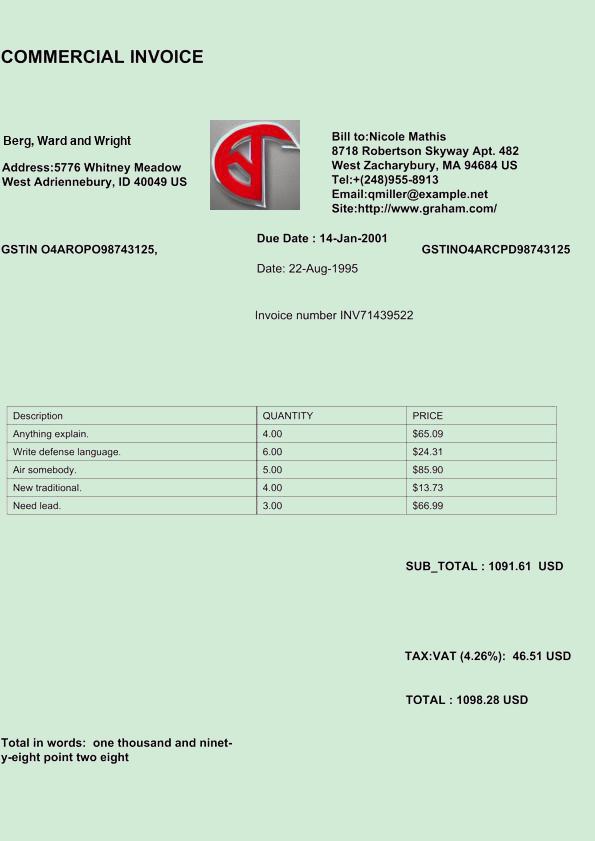 COMMERCIAL INVOICE
Berg, Ward and Wright
Address:5776 Whitney Meadow
West Adriennebury, ID 40049 US
Bill to:Nicole Mathis
8718 Robertson Skyway Apt. 482
West Zacharybury, MA 94684 US
Tel:+(248)955-8913
Email:qmiller@example.net
Site:http://www.graham.com/
GSTIN O4AROPO98743125,
Due Date : 14-Jan-2001
GSTINO4ARCPD98743125
Date: 22-Aug-1995
Invoice number INV71439522
Description QUANTITY PRICE
Anything explain. 4.00 $65.09
Write defense language. 6.00 $24.31
Air somebody. 5.00 $85.90
New traditional. 4.00 $13.73
Need lead. 3.00 $66.99
SUB_TOTAL : 1091.61  USD
TAX:VAT (4.26%):  46.51 USD
TOTAL : 1098.28 USD
Total in words:  one thousand and ninet-
y-eight point two eight